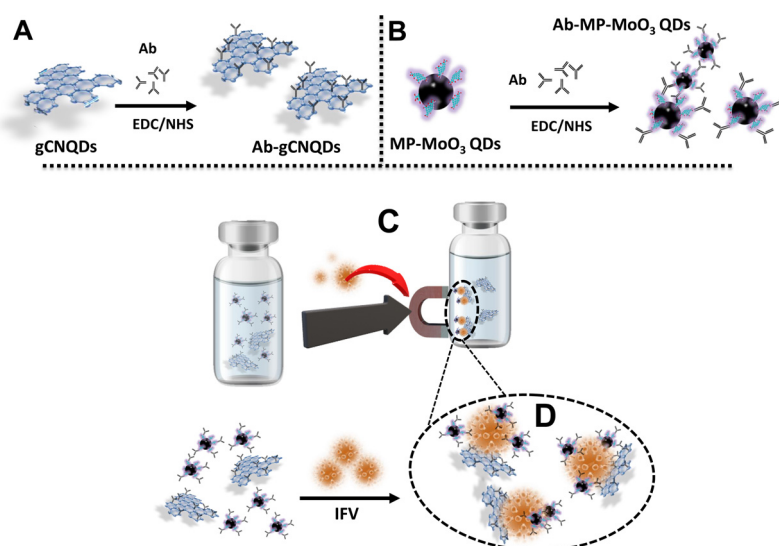 A
Ab
EDC/NHS
gCNQDs
Ab-gCNQDs
B
Ab-MP-MoO₃ QDs
Ab
EDC/NHS
MP-MoO₃ QDs
C
D
IFV